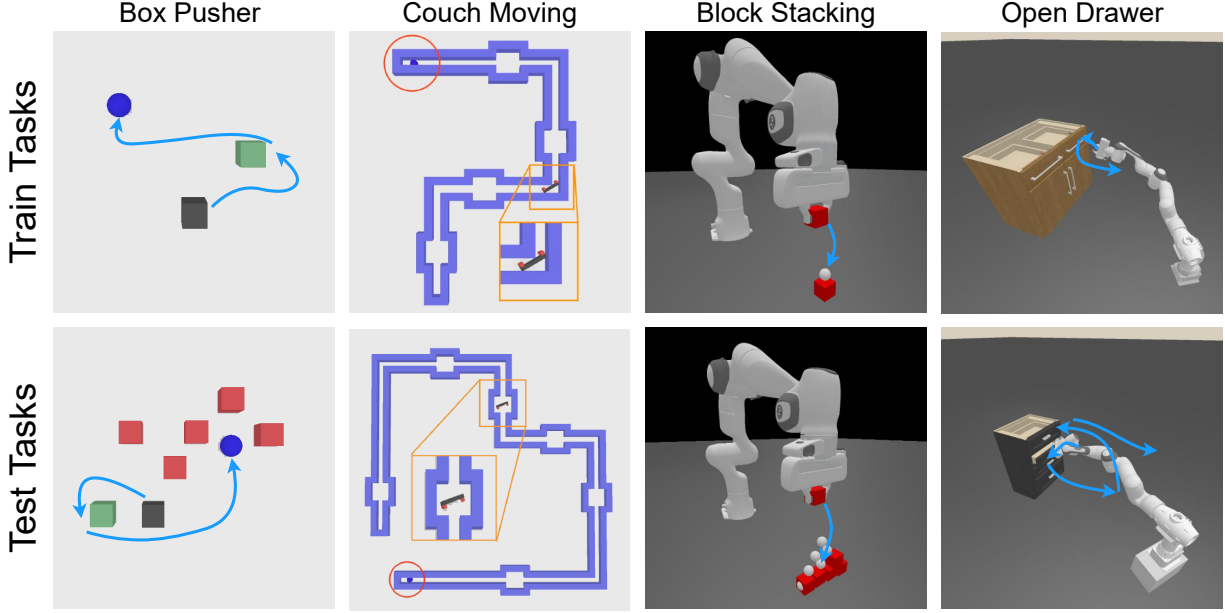 Box Pusher
Couch Moving
Block Stacking
Open Drawer
Train Tasks
Test Tasks